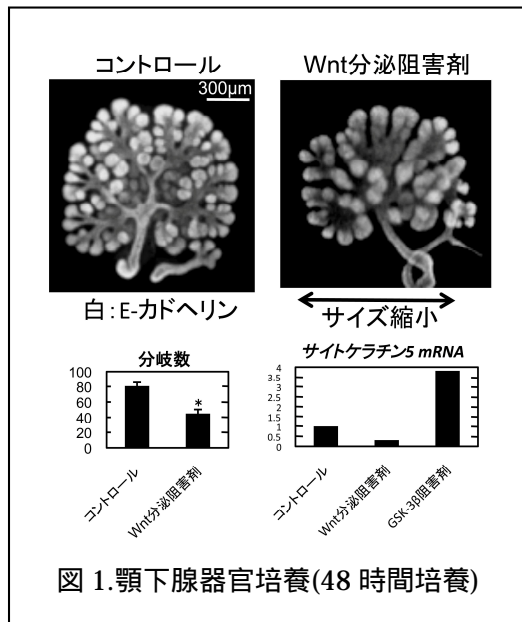 コントロール
Wnt分泌阻害剤
300μm
白：E-カドヘリン
サイズ縮小
分岐数
100
80
60
40
20
0
*
コントロール
Wnt分泌阻害剤
サイトケラチン5 mRNA
4
3.5
3
2.5
2
1.5
1
0.5
0
コントロール
Wnt分泌阻害剤
GSK-3β阻害剤
図 1.顎下腺器官培養(48 時間培養)